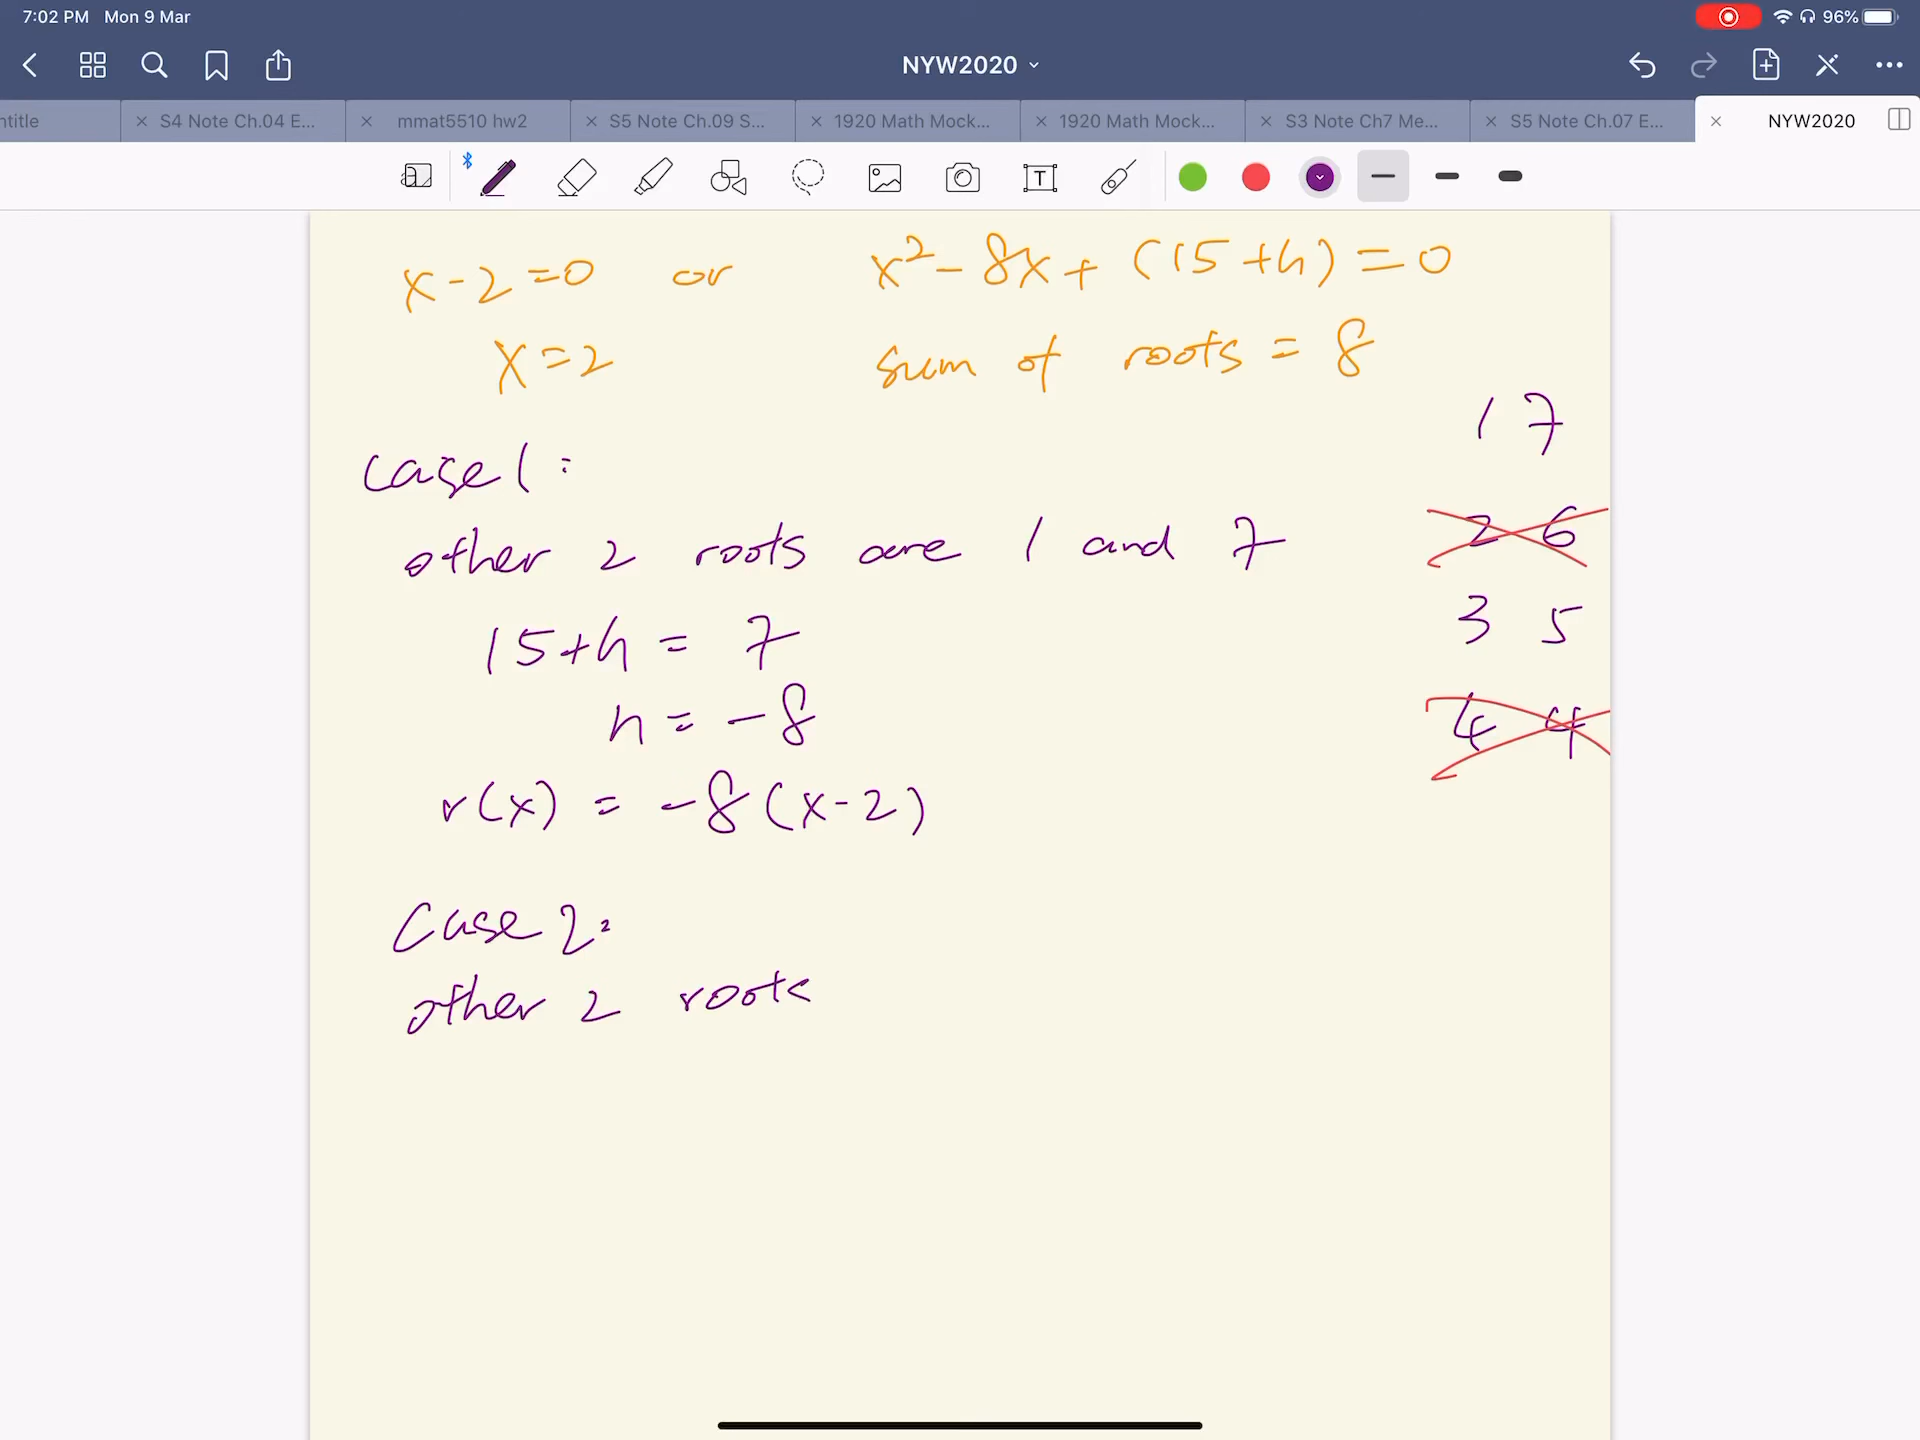 7:02 PM Mon 9 Mar 96%
NYW2020
ntitle S4 Note Ch.04 E... mmat5510 hw2 S5 Note Ch.09 S... 1920 Math Mock... 1920 Math Mock... S3 Note Ch7 Me... S5 Note Ch.07 E... NYW2020
T
x-2=0 or x²-8x+(15+h)=0
x=2 sum of roots = 8
1 7
case 1:
other 2 roots are 1 and 7
2 6
15+h = 7
3 5
h = -8
4 4
r(x) = -8(x-2)
Case 2:
other 2 roots